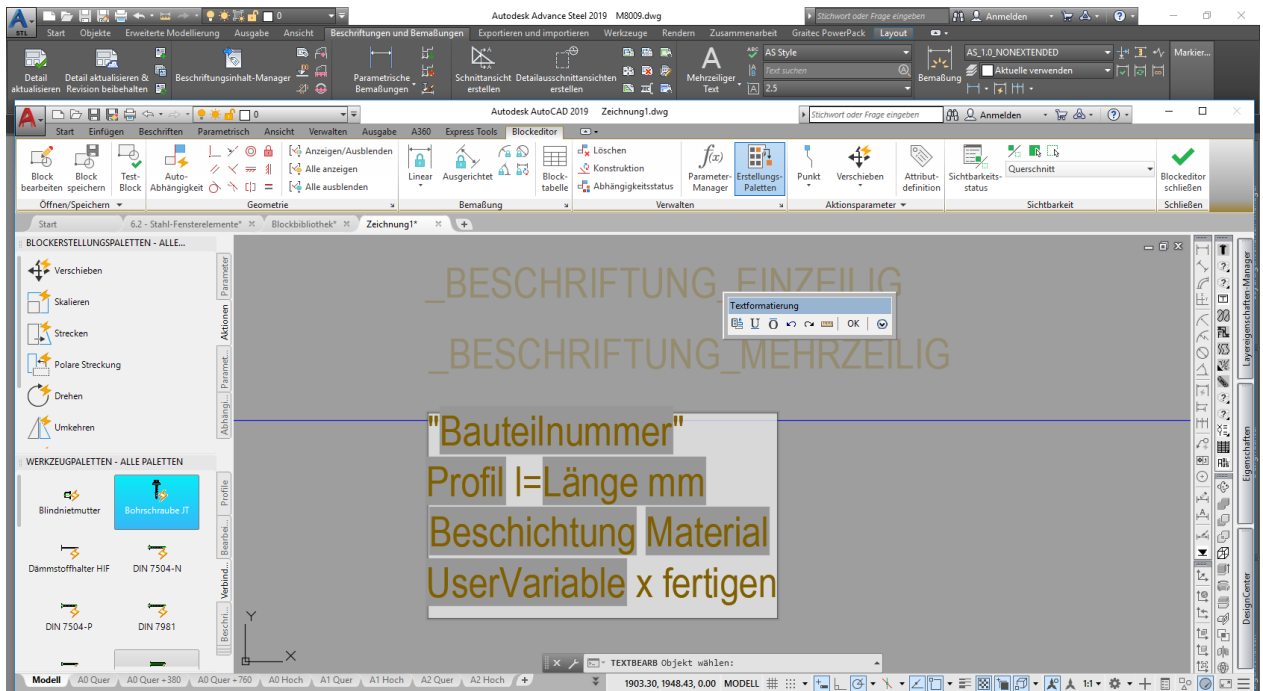 Autodesk Advance Steel 2019 M8009.dwg
Stichwort oder Frage eingeben
Anmelden
STL
Start Objekte Erweiterte Modellierung Ausgabe Ansicht Beschriftungen und Bemaßungen Exportieren und importieren Werkzeuge Rendern Zusammenarbeit Graitec PowerPack Layout
Detail aktualisieren
Detail aktualisieren & Revision beibehalten
Beschriftungsinhalt-Manager
Parametrische Bemaßungen
Schnittansicht erstellen
Detailausschnittansichten erstellen
Mehrzeiliger Text
AS Style
Text suchen
2.5
Bemaßung
AS_1.0_NONEXTENDED
Aktuelle verwenden
Markier...
Autodesk AutoCAD 2019 Zeichnung1.dwg
Stichwort oder Frage eingeben
Anmelden
Start Einfügen Beschriften Parametrisch Ansicht Verwalten Ausgabe A360 Express Tools Blockeditor
Block bearbeiten
Block speichern
Test-Block
Auto-Abhängigkeit
Anzeigen/Ausblenden
Alle anzeigen
Alle ausblenden
Linear
Ausgerichtet
Block-tabelle
Löschen
Konstruktion
Abhängigkeitsstatus
Parameter-Manager
Erstellungs-Paletten
Punkt
Verschieben
Attribut-definition
Sichtbarkeits-status
Querschnitt
Blockeditor schließen
Öffnen/Speichern Geometrie Bemaßung Verwalten Aktionsparameter Sichtbarkeit Schließen
Start 6.2 - Stahl-Fensterelemente* Blockbibliothek* Zeichnung1*
BLOCKERSTELLUNGSPALETTEN - ALLE...
Verschieben
Skalieren
Strecken
Polare Streckung
Drehen
Umkehren
Parameter
Aktionen
Paramet...
Abhängi...
WERKZEUGPALETTEN - ALLE PALETTEN
Blindnietmutter
Bohrschraube JT
Dämmstoffhalter HIF
DIN 7504-N
DIN 7504-P
DIN 7981
Profile
Bearbei...
Verbind...
Beschri...
_BESCHRIFTUNG_EINZEILIG
Textformatierung
OK
_BESCHRIFTUNG_MEHRZEILIG
"Bauteilnummer"
Profil l=Länge mm
Beschichtung Material
UserVariable x fertigen
Y
X
Layereigenschaften-Manager
Eigenschaften
DesignCenter
TEXTBEARB Objekt wählen:
Modell A0 Quer A0 Quer +380 A0 Quer +760 A0 Hoch A1 Quer A1 Hoch A2 Quer A2 Hoch
1903.30, 1948.43, 0.00 MODELL
1:1